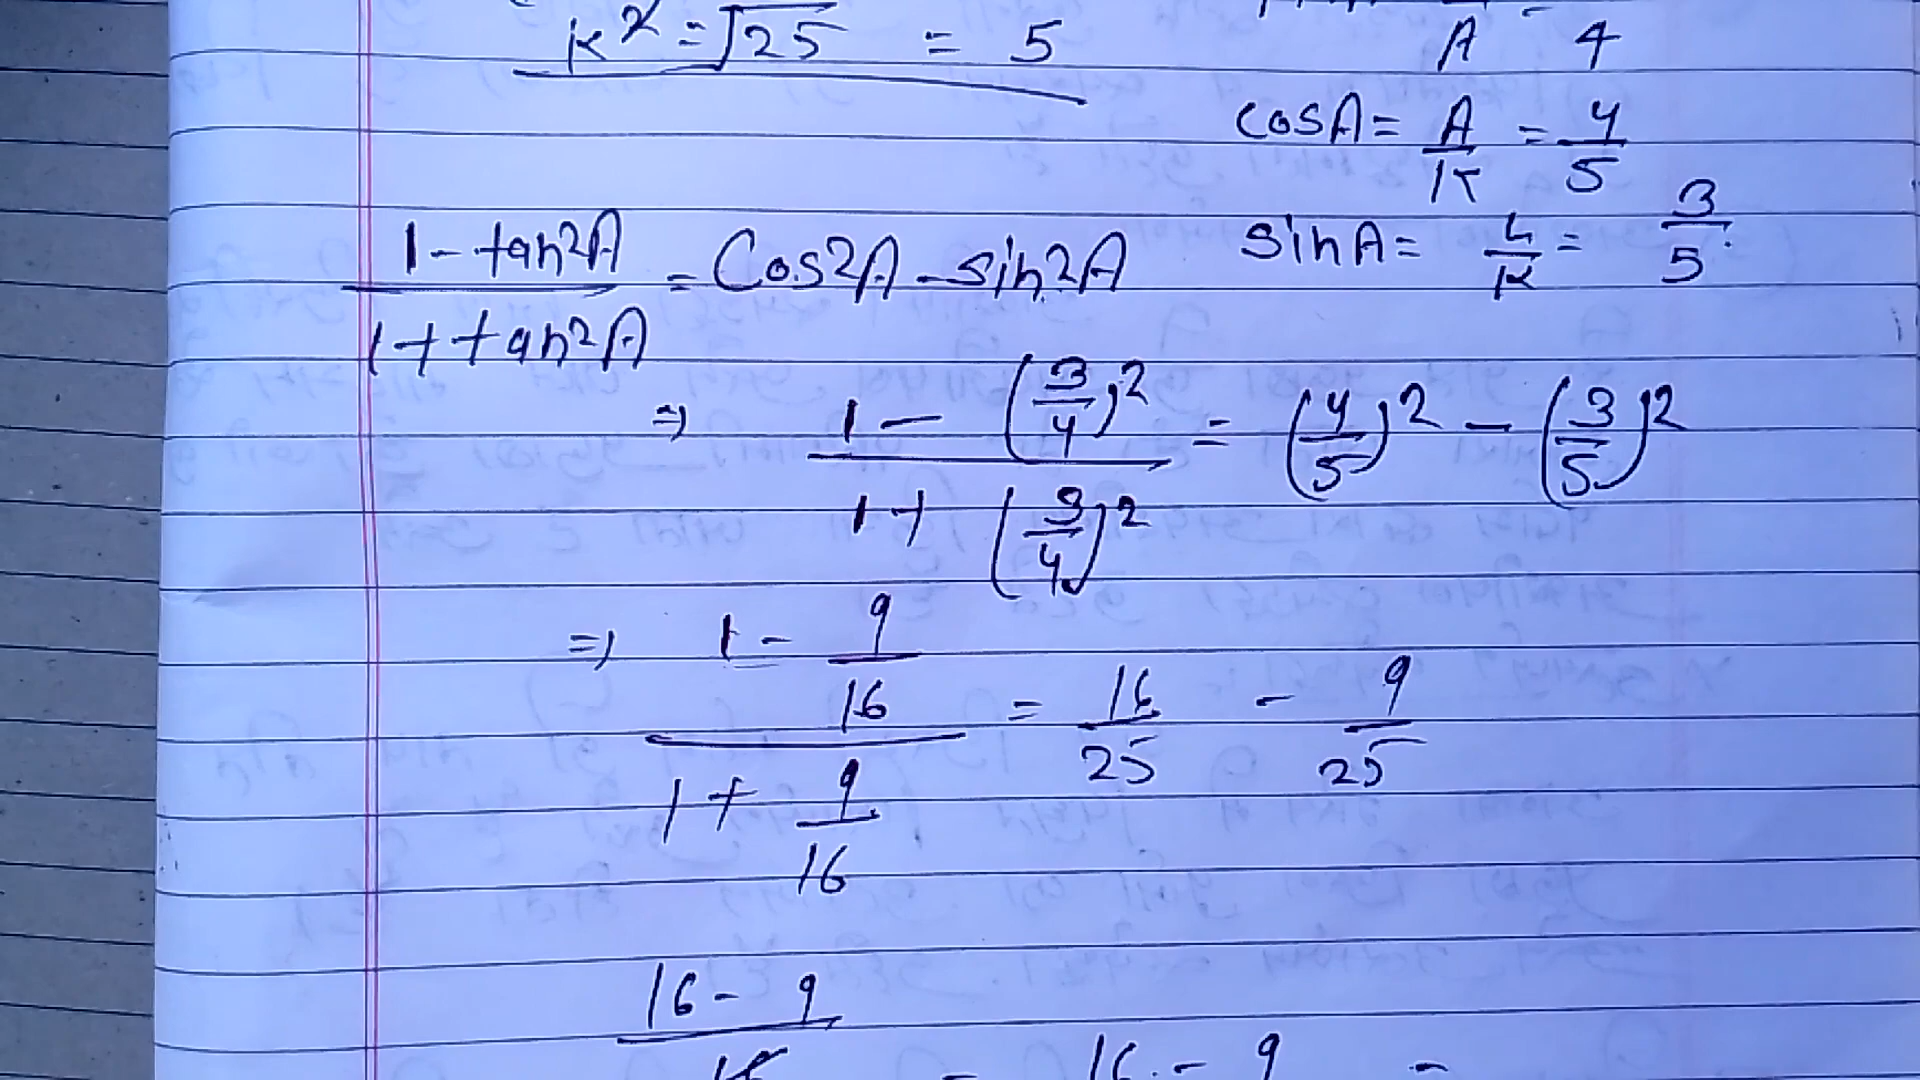 K² = √25 = 5
A 4
cosA = A/K = 4/5
sinA = L/K = 3/5.
1 - tan2A / 1 + tan2A = Cos2A - sin2A
⇒ 1 - (3/4)² / 1 + (3/4)² = (4/5)² - (3/5)²
⇒ 1 - 9/16 / 1 + 9/16 = 16/25 - 9/25
16 - 9 / 16 = 16 - 9